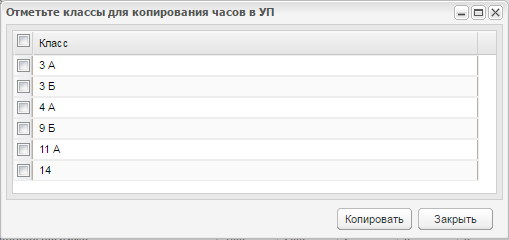 Отметьте классы для копирования часов в УП
Класс
3 А
3 Б
4 А
9 Б
11 А
14
Копировать Закрыть